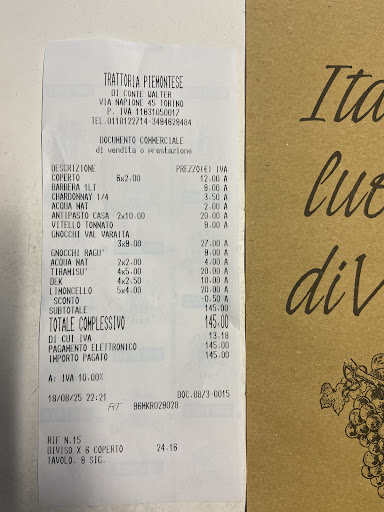 TRATTORIA PIEMONTESE
DI CONTE WALTER
VIA NAPIONE 45 TORINO
P. IVA 11631050017
TEL.0118122714-3494629484
DOCUMENTO COMMERCIALE
di vendita o prestazione
DESCRIZIONE PREZZO(€) IVA
COPERTO 6x2.00 12.00 A
BARBERA 1LT 8.00 A
CHARDONNAY 1/4 3.50 A
ACQUA NAT 2.00 A
ANTIPASTO CASA 2x10.00 20.00 A
VITELLO TONNATO 9.00 A
GNOCCHI VAL VARAITA
3x9.00 27.00 A
GNOCCHI RAGU' 9.00 A
ACQUA NAT 2x2.00 4.00 A
TIRAMISU' 4x5.00 20.00 A
DEK 4x2.50 10.00 A
LIMONCELLO 5x4.00 20.00 A
SCONTO -0.50 A
SUBTOTALE 145.00
TOTALE COMPLESSIVO 145.00
DI CUI IVA 13.18
PAGAMENTO ELETTRONICO 145.00
IMPORTO PAGATO 145.00
A: IVA 10.00%
18/08/25 22:21 DOC.0873-0015
RT 96MKR029028
RIF N.15
DIVISO X 6 COPERTO 24.16
TAVOLO. 9 SIG.
Ita
lue
diV